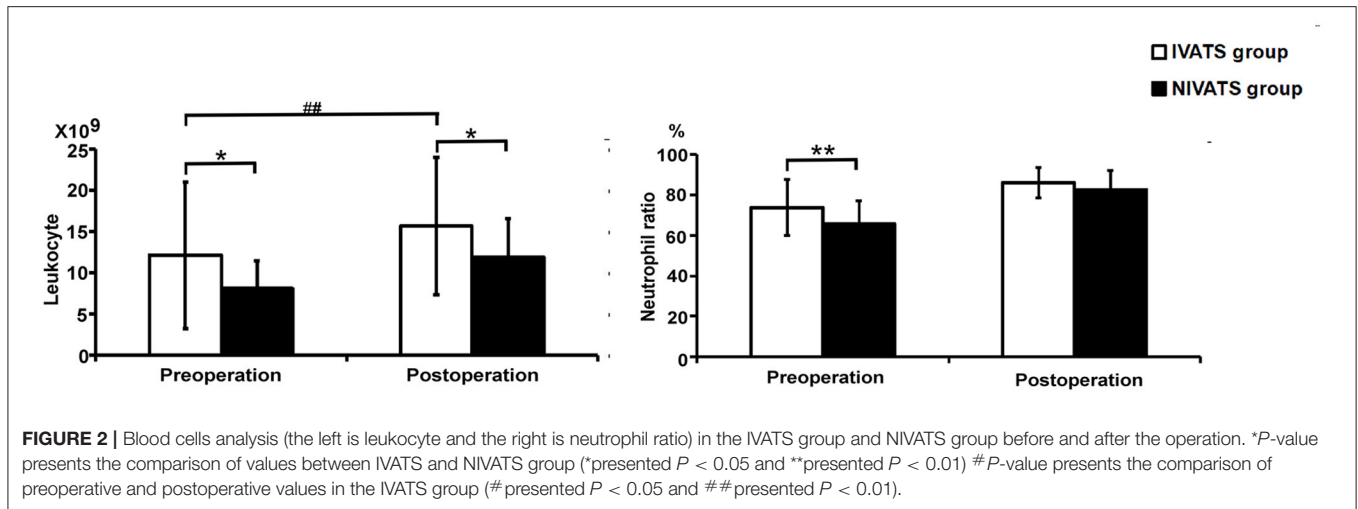 IVATS group
NIVATS group
##
X10⁹
Leukocyte
25
20
15
10
5
0
*
*
Preoperation
Postoperation
%
Neutrophil ratio
100
80
60
40
20
0
**
Preoperation
Postoperation
FIGURE 2 | Blood cells analysis (the left is leukocyte and the right is neutrophil ratio) in the IVATS group and NIVATS group before and after the operation. *P-value
presents the comparison of values between IVATS and NIVATS group (*presented P < 0.05 and **presented P < 0.01) #P-value presents the comparison of
preoperative and postoperative values in the IVATS group (#presented P < 0.05 and ##presented P < 0.01).